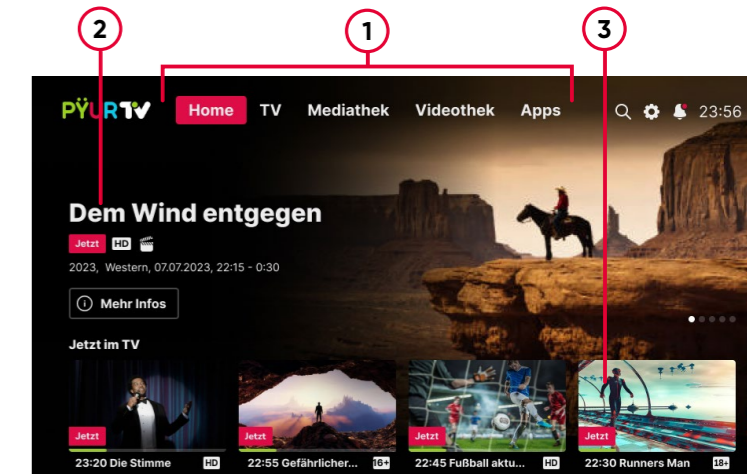 2
1
3
PŸUR TV
Home TV Mediathek Videothek Apps 23:56
Dem Wind entgegen
Jetzt HD
2023, Western, 07.07.2023, 22:15 - 0:30
Mehr Infos
Jetzt im TV
Jetzt Jetzt Jetzt Jetzt
23:20 Die Stimme HD 22:55 Gefährlicher... 16+ 22:45 Fußball aktu... HD 22:30 Runners Man 18+